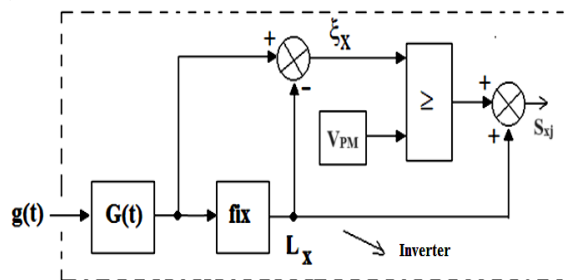 +
ξX
-
VPM
≥
+
+
Sxj
g(t)
G(t)
fix
LX
Inverter